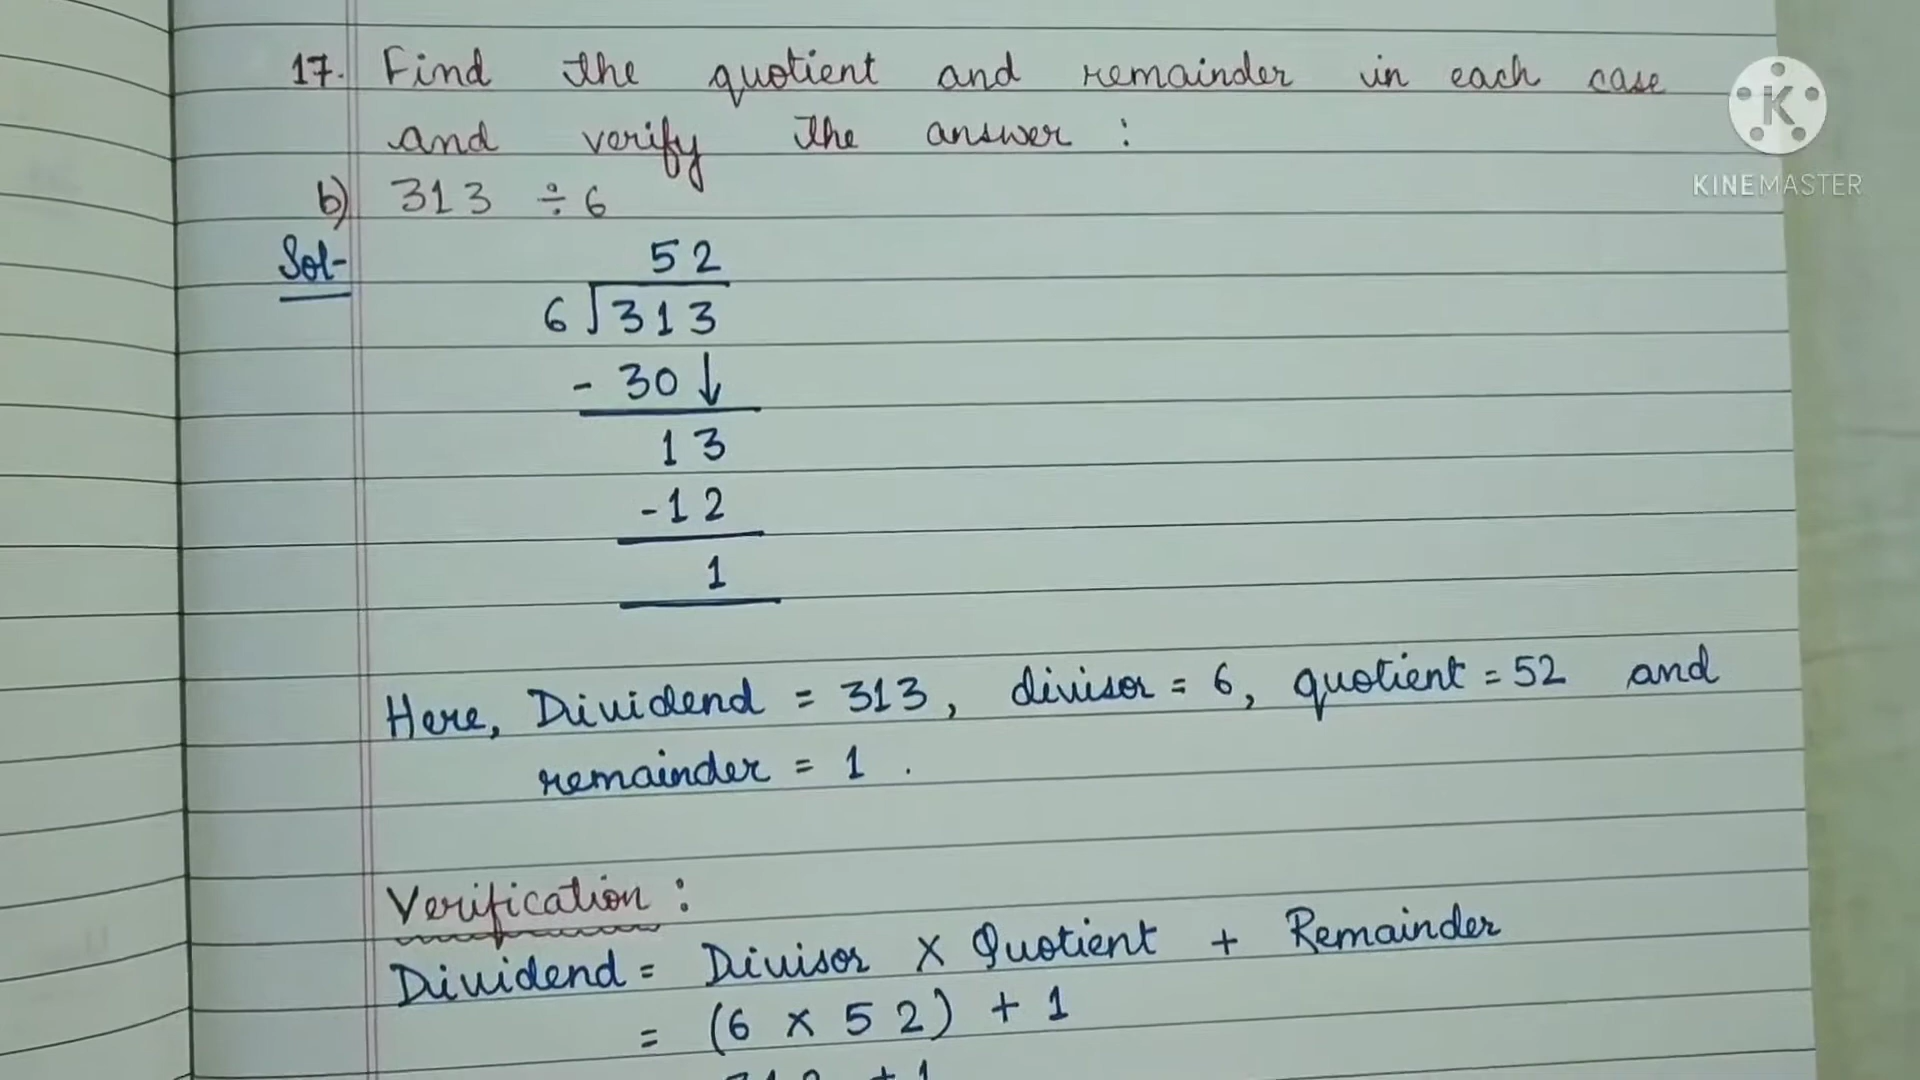 17. Find the quotient and remainder in each case
and verify the answer :
b) 313 ÷ 6
Sol-
52
6 313
- 30 ↓
13
-12
1
Here, Dividend = 313, divisor = 6, quotient = 52 and
remainder = 1 .
Verification :
Dividend = Divisor X Quotient + Remainder
= (6 x 52) + 1
312 + 1
K
KINEMASTER